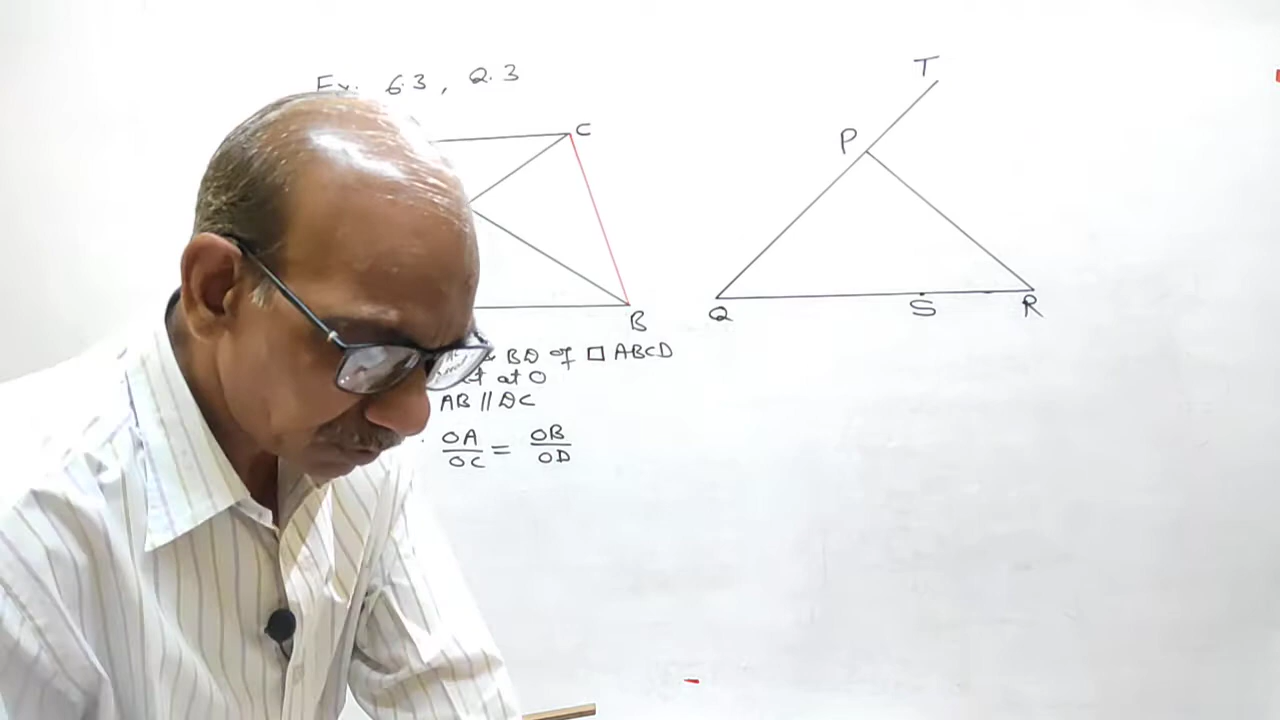 Ex. 6.3, Q.3
C
B
BD of □ ABCD
at O
AB // DC
OA/OC = OB/OD
T
P
Q
S
R